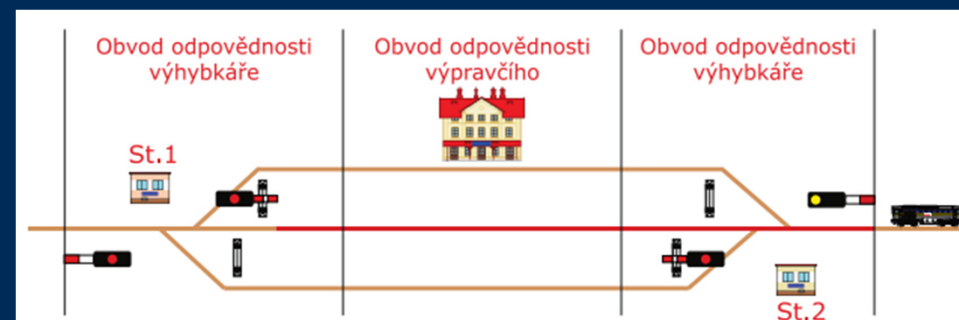 Obvod odpovědnosti
výhybkáře
Obvod odpovědnosti
výpravčího
Obvod odpovědnosti
výhybkáře
St.1
St.2